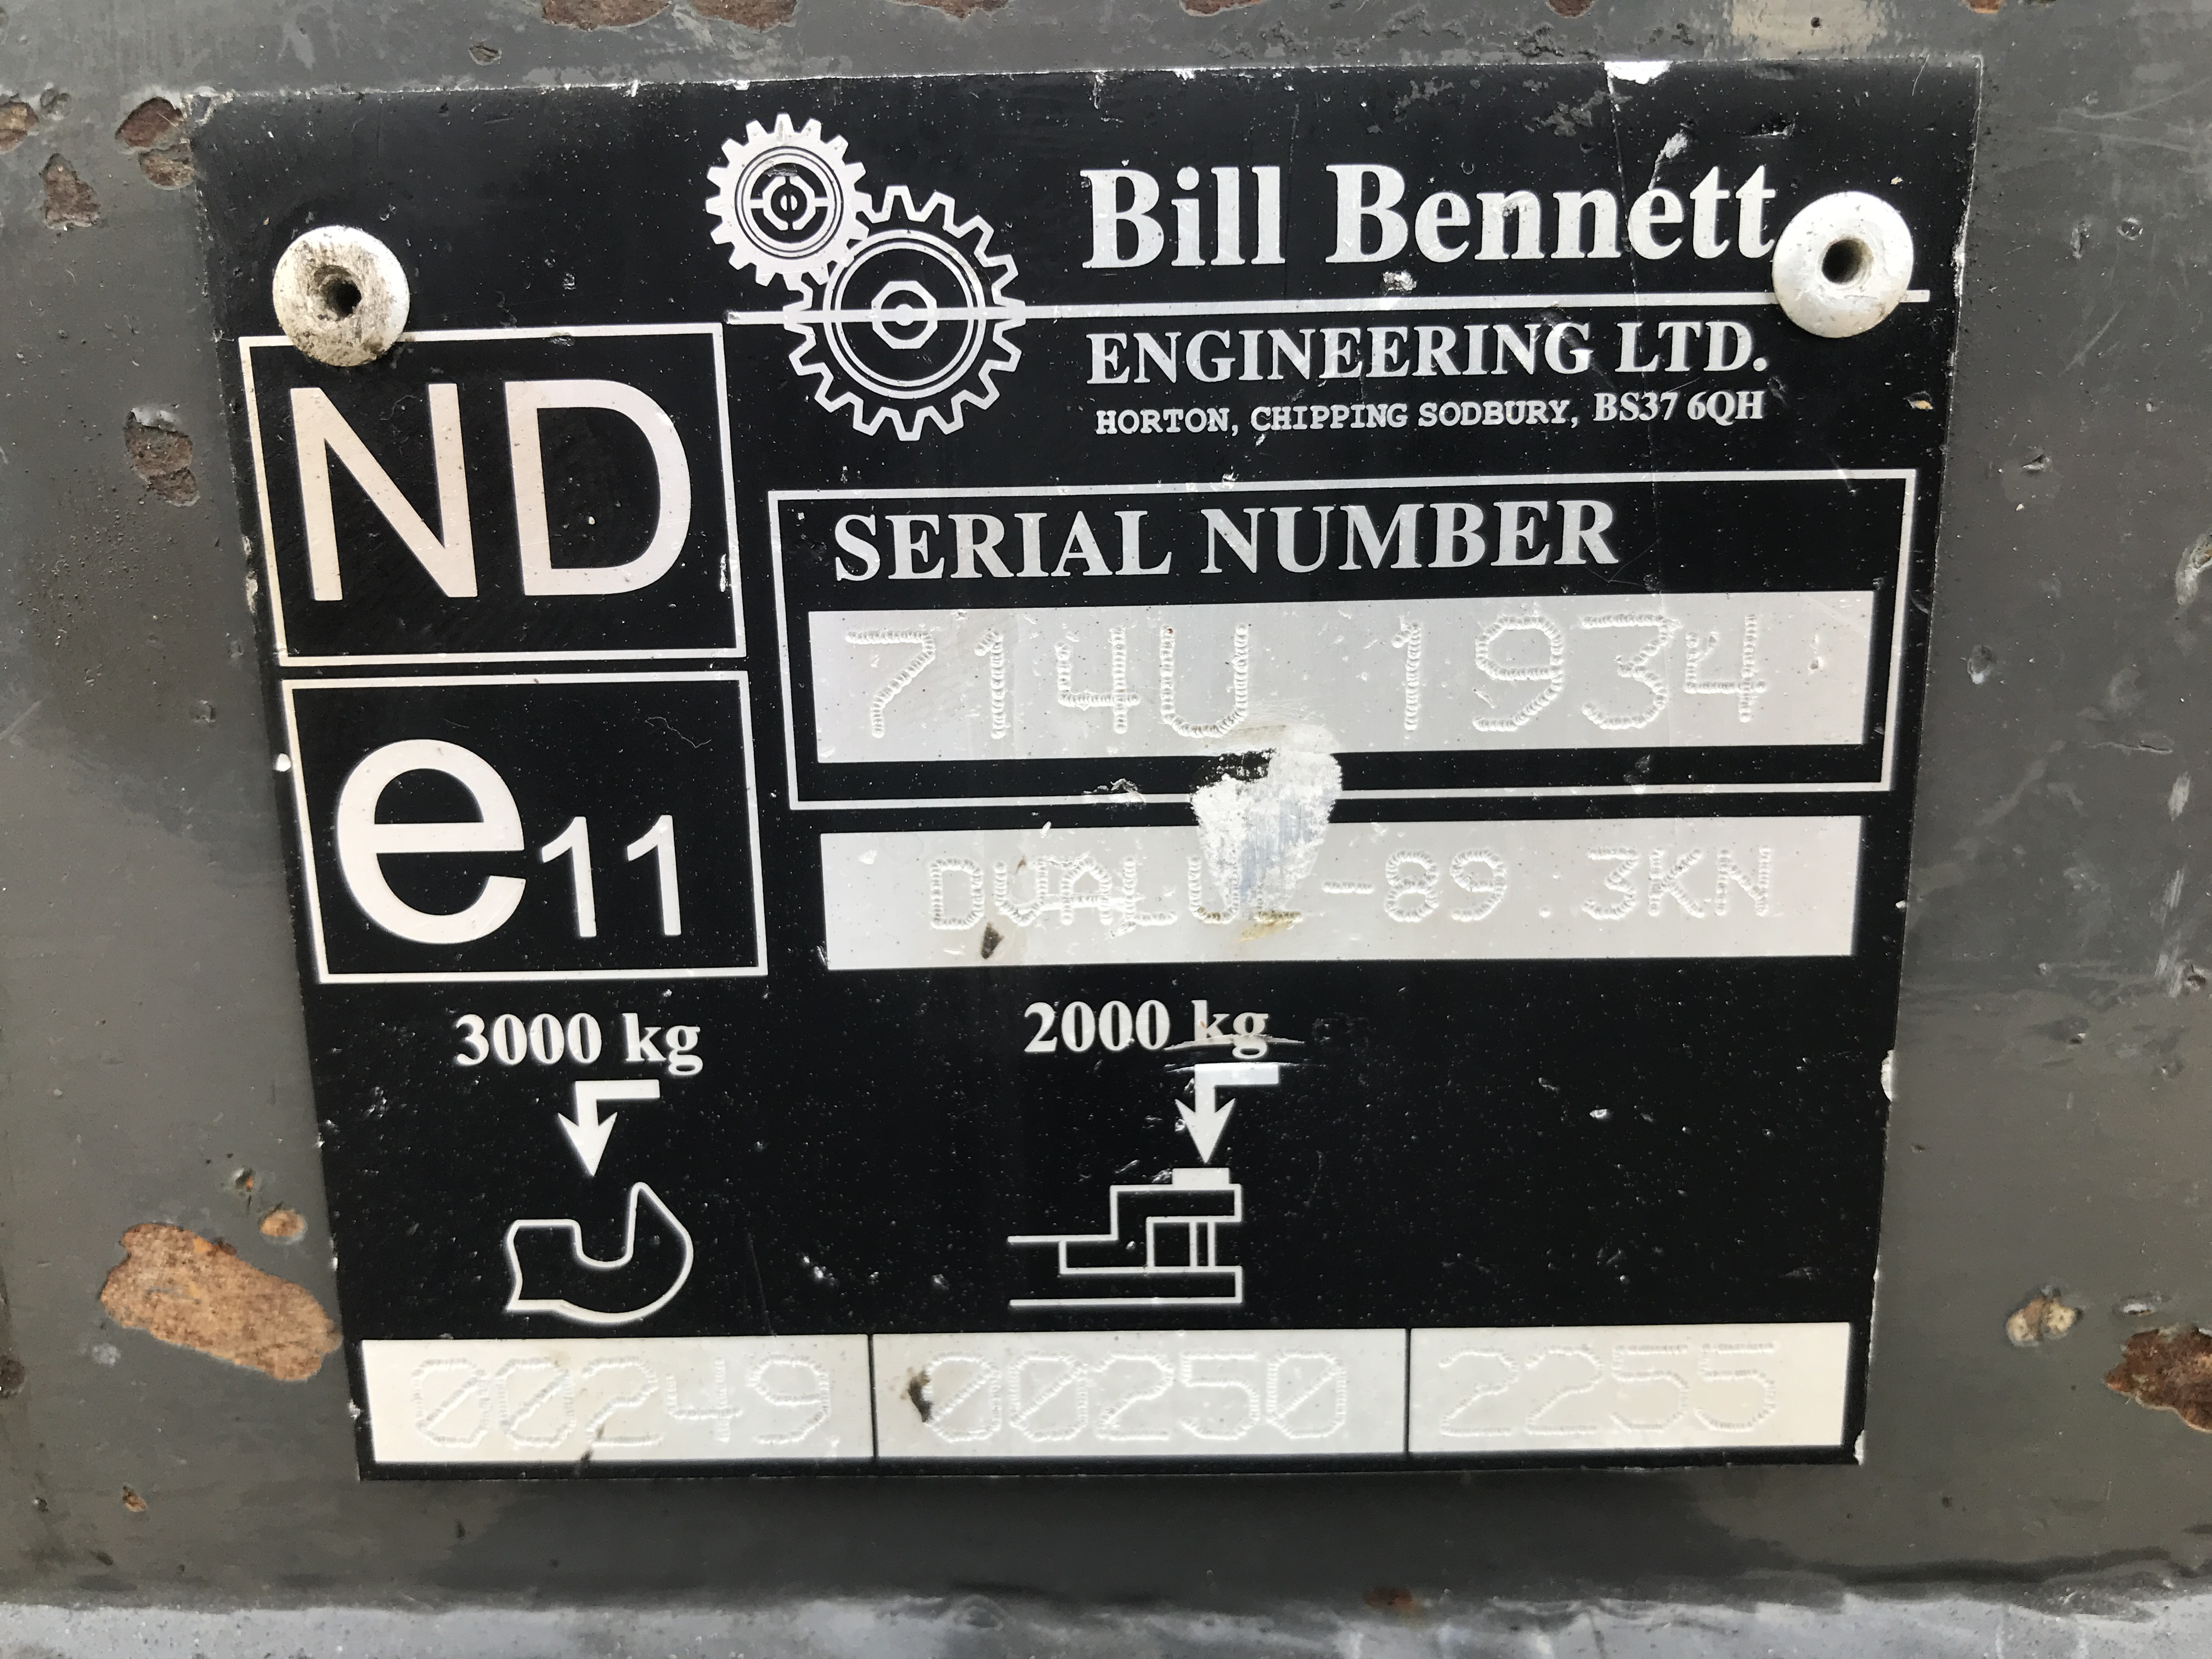 Bill Bennett
ENGINEERING LTD.
HORTON, CHIPPING SODBURY, BS37 6QH
ND
SERIAL NUMBER
714U 1934
e11
-89.3KN
3000 kg
2000 kg
00249
00250
2255